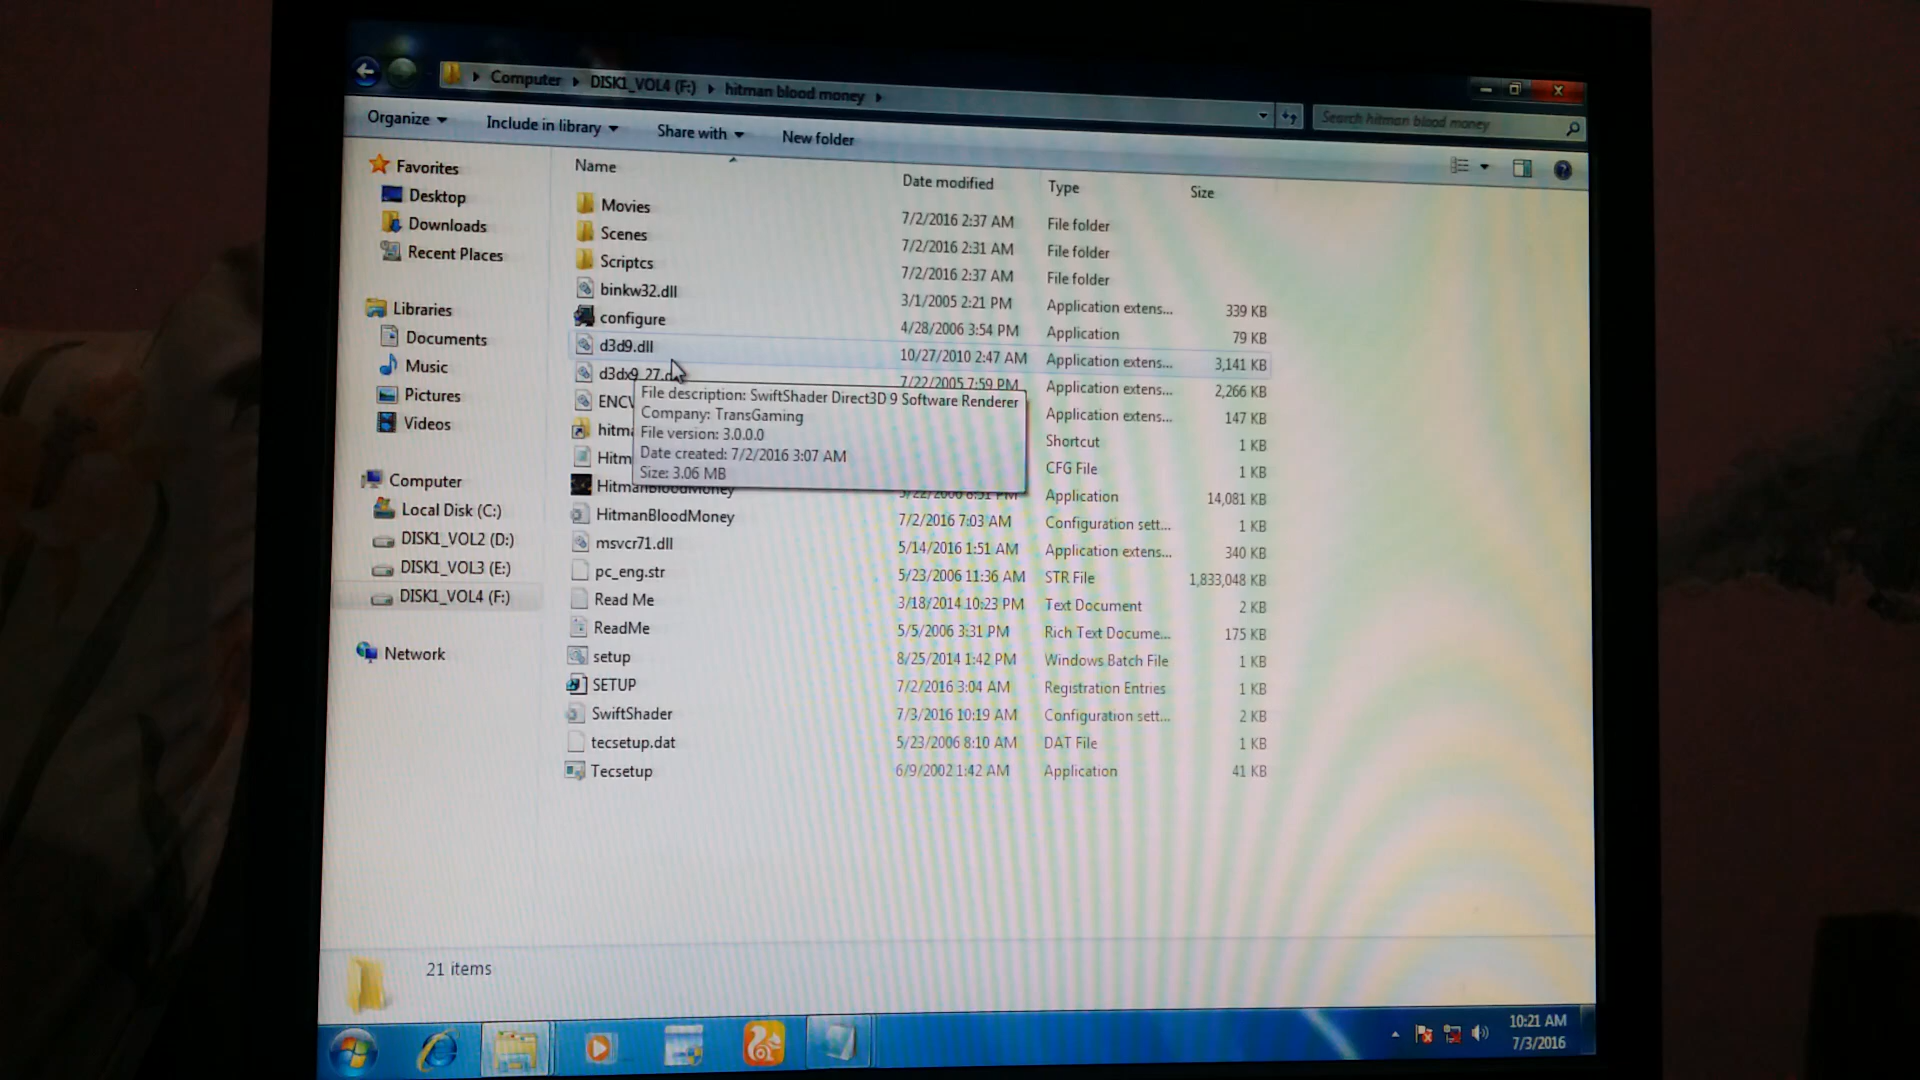 Computer ▸ DISK1_VOL4 (F:) ▸ hitman blood money ▸
Search hitman blood money
Organize Include in library Share with New folder
Name Date modified Type Size
Favorites
Desktop
Downloads
Recent Places
Libraries
Documents
Music
Pictures
Videos
Computer
Local Disk (C:)
DISK1_VOL2 (D:)
DISK1_VOL3 (E:)
DISK1_VOL4 (F:)
Network
Movies 7/2/2016 2:37 AM File folder
Scenes 7/2/2016 2:31 AM File folder
Scriptcs 7/2/2016 2:37 AM File folder
binkw32.dll 3/1/2005 2:21 PM Application extens... 339 KB
configure 4/28/2006 3:54 PM Application 79 KB
d3d9.dll 10/27/2010 2:47 AM Application extens... 3,141 KB
d3dx9_27.d 7/22/2005 7:59 PM Application extens... 2,266 KB
Application extens... 147 KB
hitma Shortcut 1 KB
Hitm CFG File 1 KB
HitmanBloodMoney Application 14,081 KB
HitmanBloodMoney 7/2/2016 7:03 AM Configuration sett... 1 KB
msvcr71.dll 5/14/2016 1:51 AM Application extens... 340 KB
pc_eng.str 5/23/2006 11:36 AM STR File 1,833,048 KB
Read Me 3/18/2014 10:23 PM Text Document 2 KB
ReadMe 5/5/2006 3:31 PM Rich Text Docume... 175 KB
setup 8/25/2014 1:42 PM Windows Batch File 1 KB
SETUP 7/2/2016 3:04 AM Registration Entries 1 KB
SwiftShader 7/3/2016 10:19 AM Configuration sett... 2 KB
tecsetup.dat 5/23/2006 8:10 AM DAT File 1 KB
Tecsetup 6/9/2002 1:42 AM Application 41 KB
File description: SwiftShader Direct3D 9 Software Renderer
Company: TransGaming
File version: 3.0.0.0
Date created: 7/2/2016 3:07 AM
Size: 3.06 MB
21 items
10:21 AM
7/3/2016